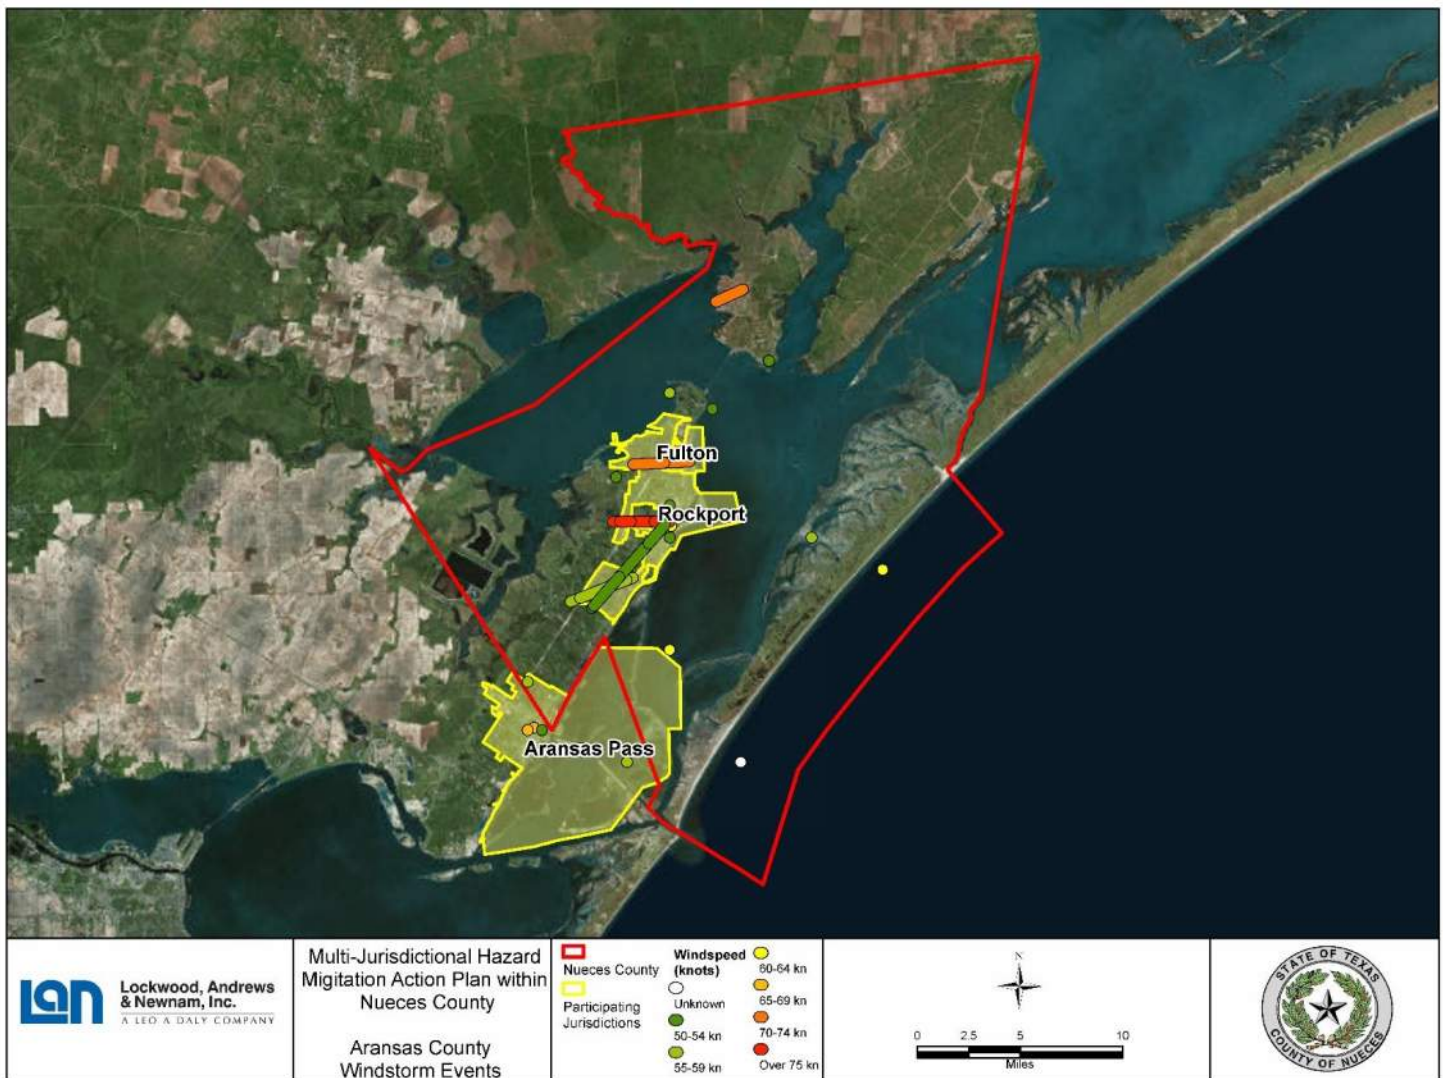 Fulton
Rockport
Aransas Pass
Lan
Lockwood, Andrews
& Newnam, Inc.
A LEO A DALY COMPANY
Multi-Jurisdictional Hazard
Migitation Action Plan within
Nueces County
Aransas County
Windstorm Events
Nueces County
Participating
Jurisdictions
Windspeed
(knots)
Unknown
50-54 kn
55-59 kn
60-64 kn
65-69 kn
70-74 kn
Over 75 kn
N
0 2.5 5 10
Miles
STATE OF TEXAS
COUNTY OF NUECES